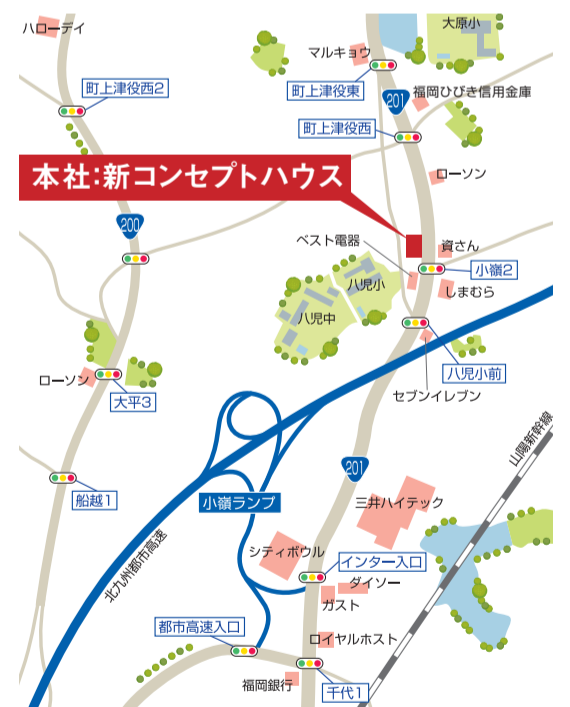 ハローデイ
大原小
マルキョウ
町上津役西2
町上津役東
201
福岡ひびき信用金庫
町上津役西
本社:新コンセプトハウス
ローソン
200
ベスト電器
資さん
小嶺2
八児小
しまむら
八児中
八児小前
ローソン
セブンイレブン
大平3
山陽新幹線
201
船越1
小嶺ランプ
三井ハイテック
北九州都市高速
シティボウル
インター入口
ダイソー
ガスト
都市高速入口
ロイヤルホスト
福岡銀行
千代1